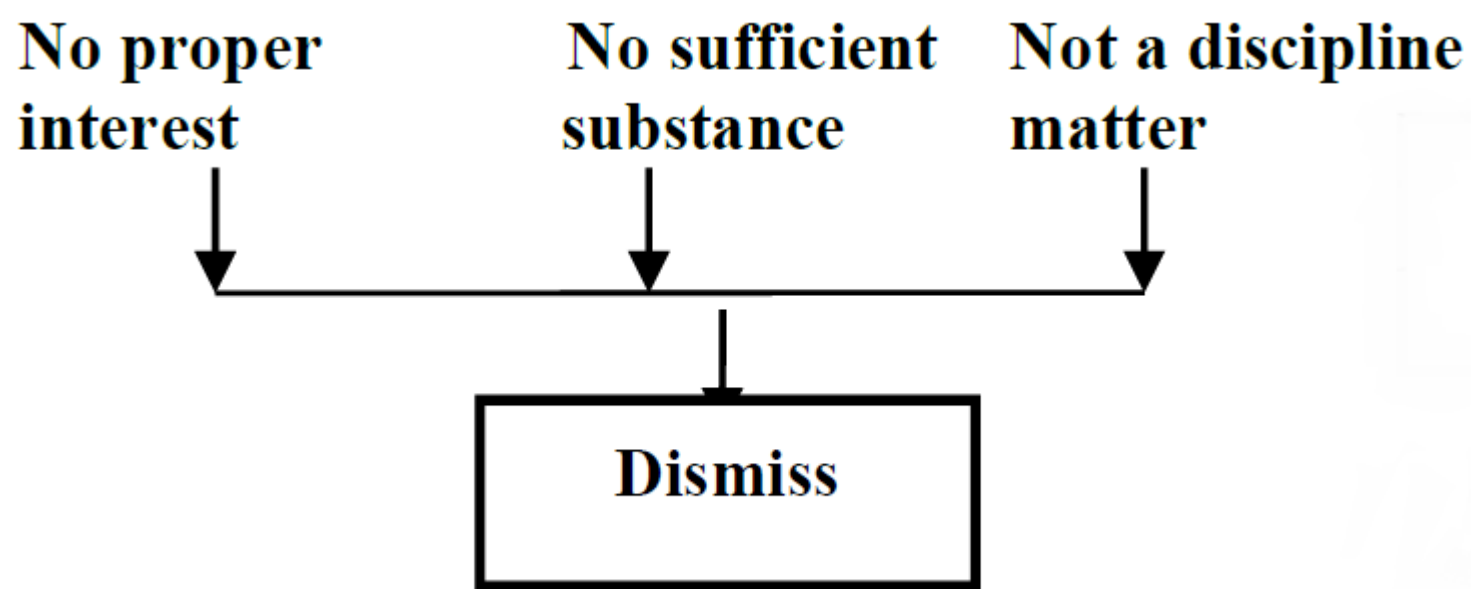 No proper
interest
No sufficient
substance
Not a discipline
matter
Dismiss